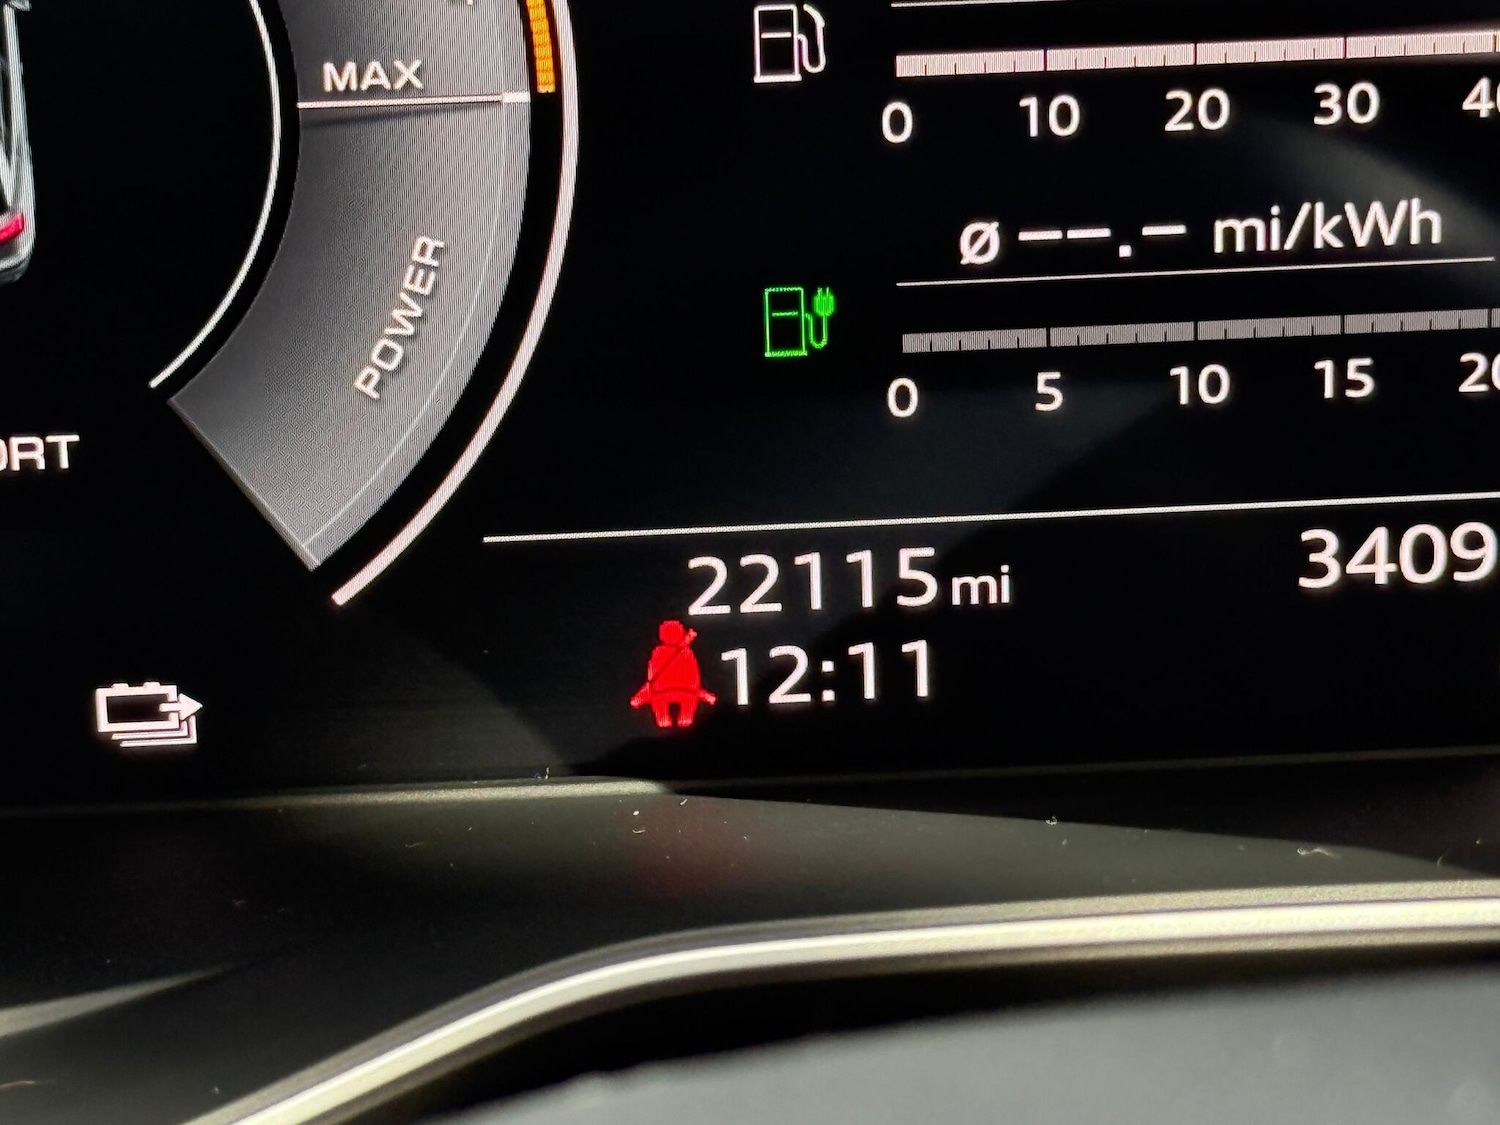 MAX
POWER
0 10 20 30
ø --.- mi/kWh
0 5 10 15
22115 mi 3409
12:11